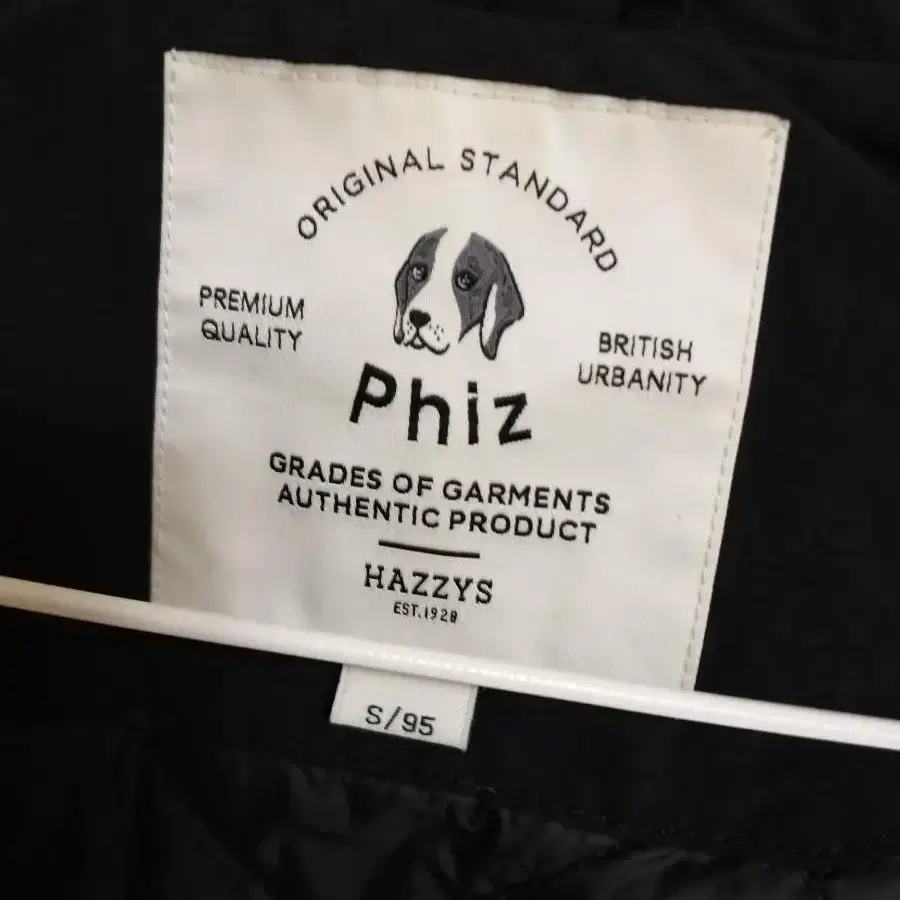 ORIGINAL STANDARD
PREMIUM
QUALITY
BRITISH
URBANITY
Phiz
GRADES OF GARMENTS
AUTHENTIC PRODUCT
HAZZYS
EST.1928
S/95